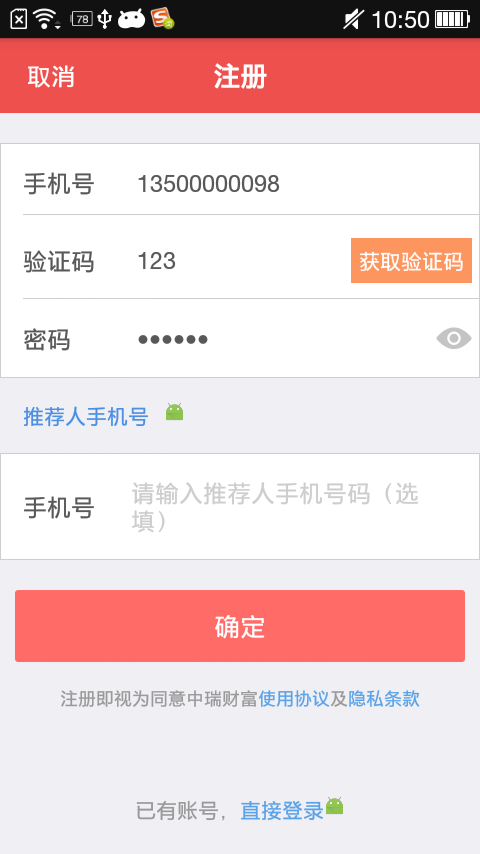 78 10:50
取消 注册
手机号 13500000098
验证码 123 获取验证码
密码 ••••••
推荐人手机号
手机号 请输入推荐人手机号码（选
填）
确定
注册即视为同意中瑞财富使用协议及隐私条款
已有账号，直接登录